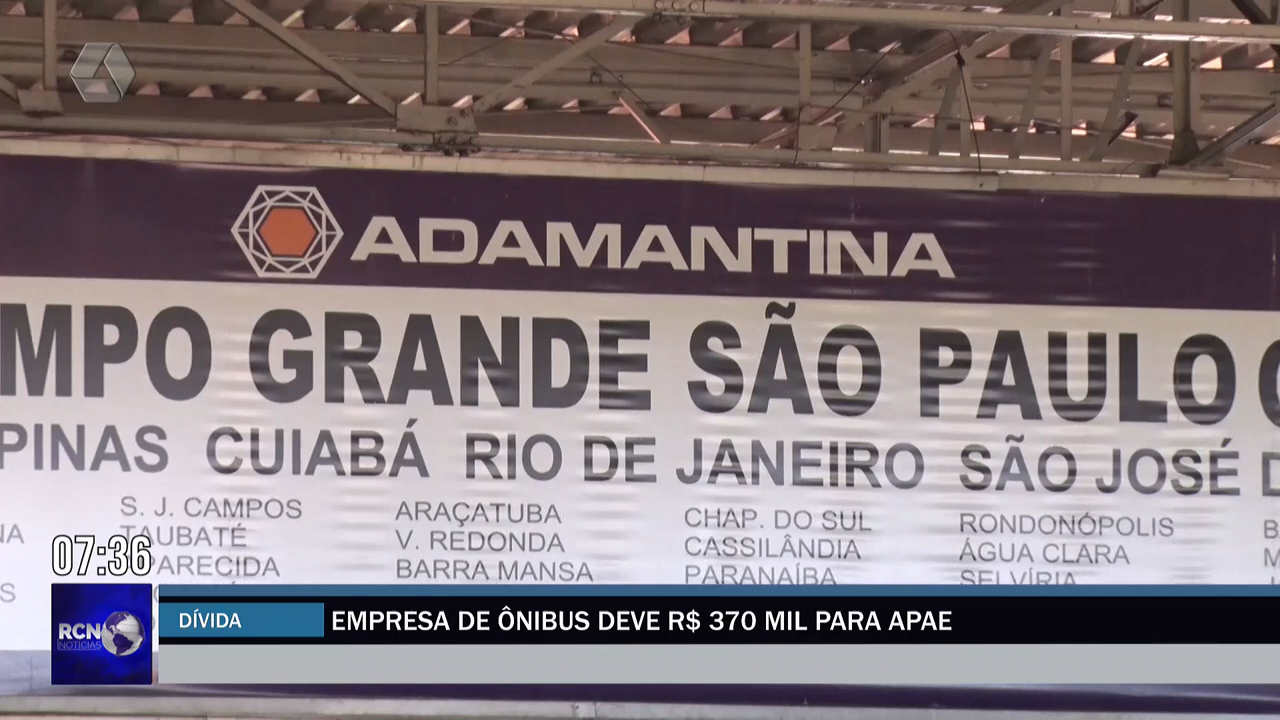 ADAMANTINA
MPO GRANDE SÃO PAULO
PINAS CUIABÁ RIO DE JANEIRO SÃO JOSÉ D
S. J. CAMPOS ARAÇATUBA CHAP. DO SUL RONDONÓPOLIS B
NA TAUBATÉ V. REDONDA CASSILÂNDIA ÁGUA CLARA M
S PARECIDA BARRA MANSA PARANAÍBA SELVÍRIA
07:36
RCN
NOTÍCIAS
DÍVIDA
EMPRESA DE ÔNIBUS DEVE R$ 370 MIL PARA APAE